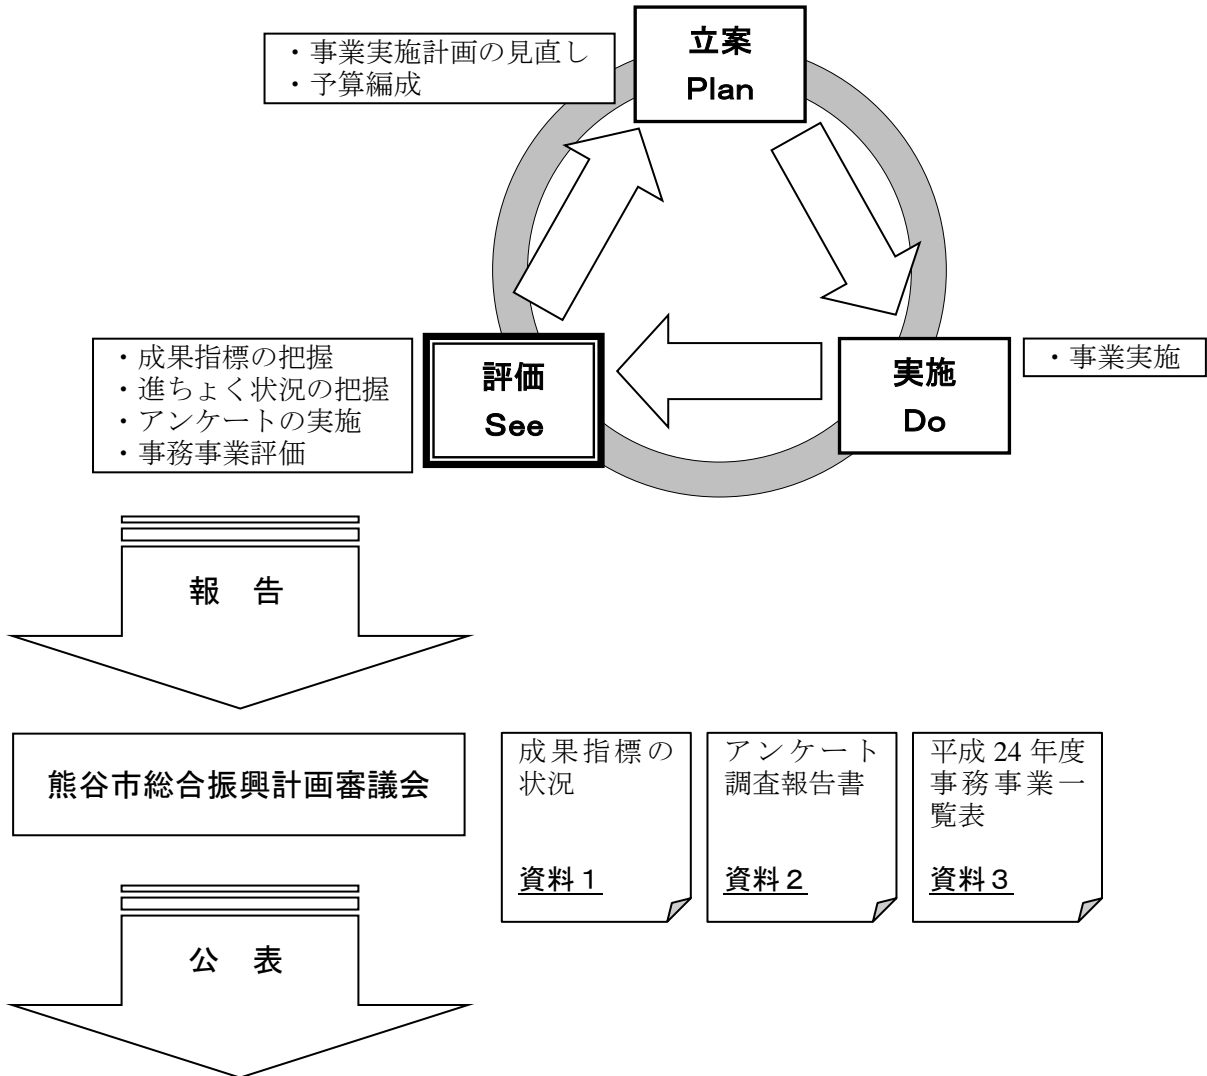 立案
Plan
・事業実施計画の見直し
・予算編成
・成果指標の把握
・進ちょく状況の把握
・アンケートの実施
・事務事業評価
評価
See
実施
Do
・事業実施
報　告
熊谷市総合振興計画審議会
成果指標の
状況
資料１
アンケート
調査報告書
資料２
平成 24 年度
事務事業一
覧表
資料３
公　表